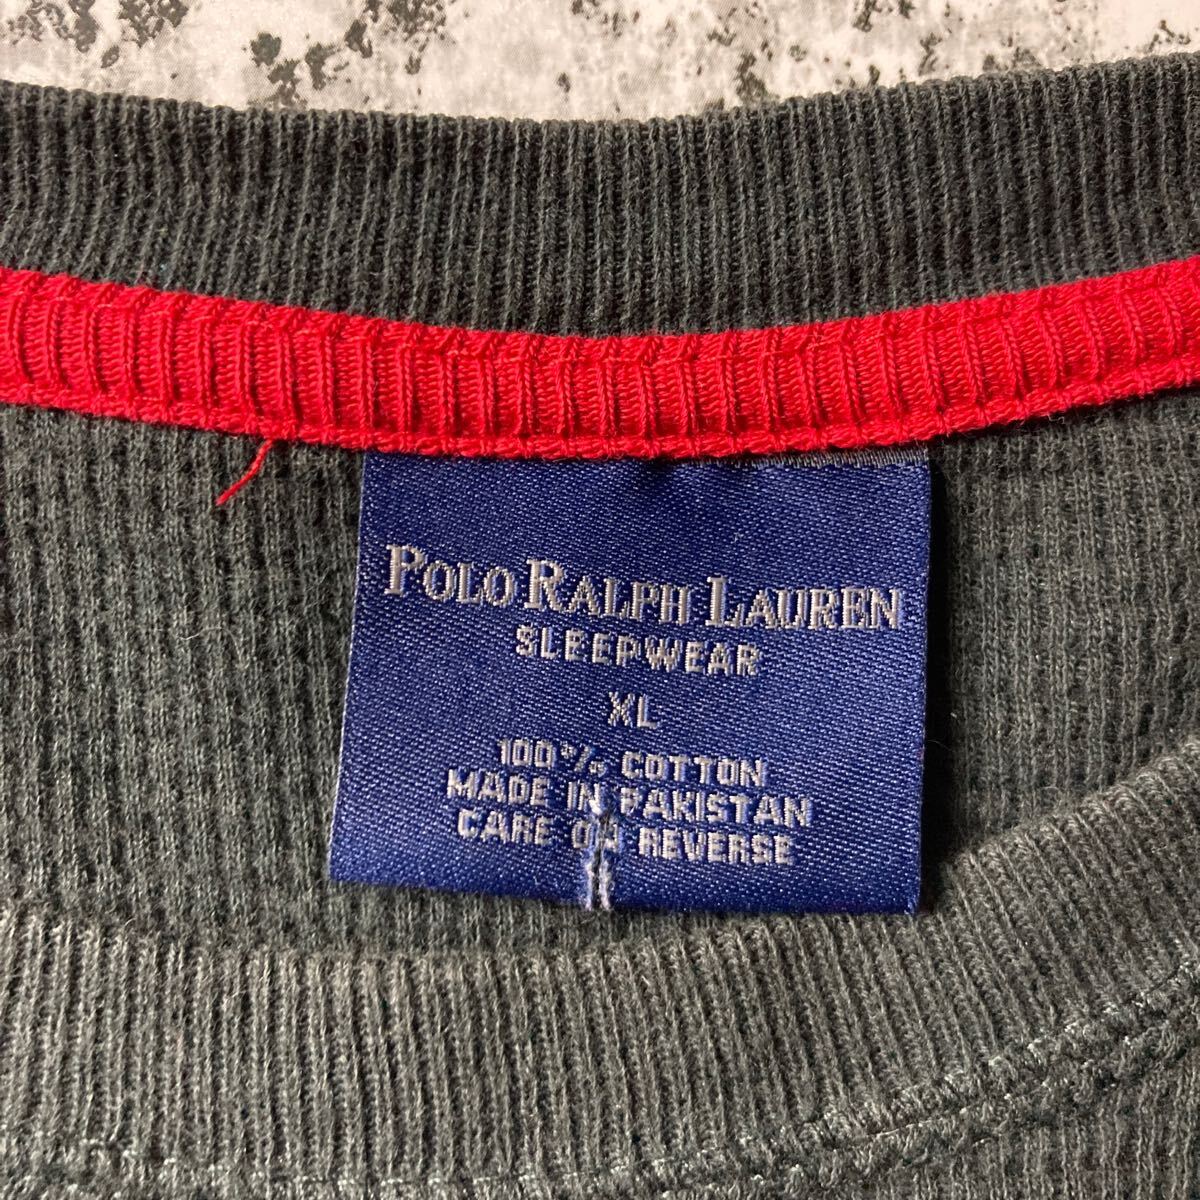 POLO RALPH LAUREN
SLEEPWEAR
XL
100% COTTON
MADE IN PAKISTAN
CARE ON REVERSE